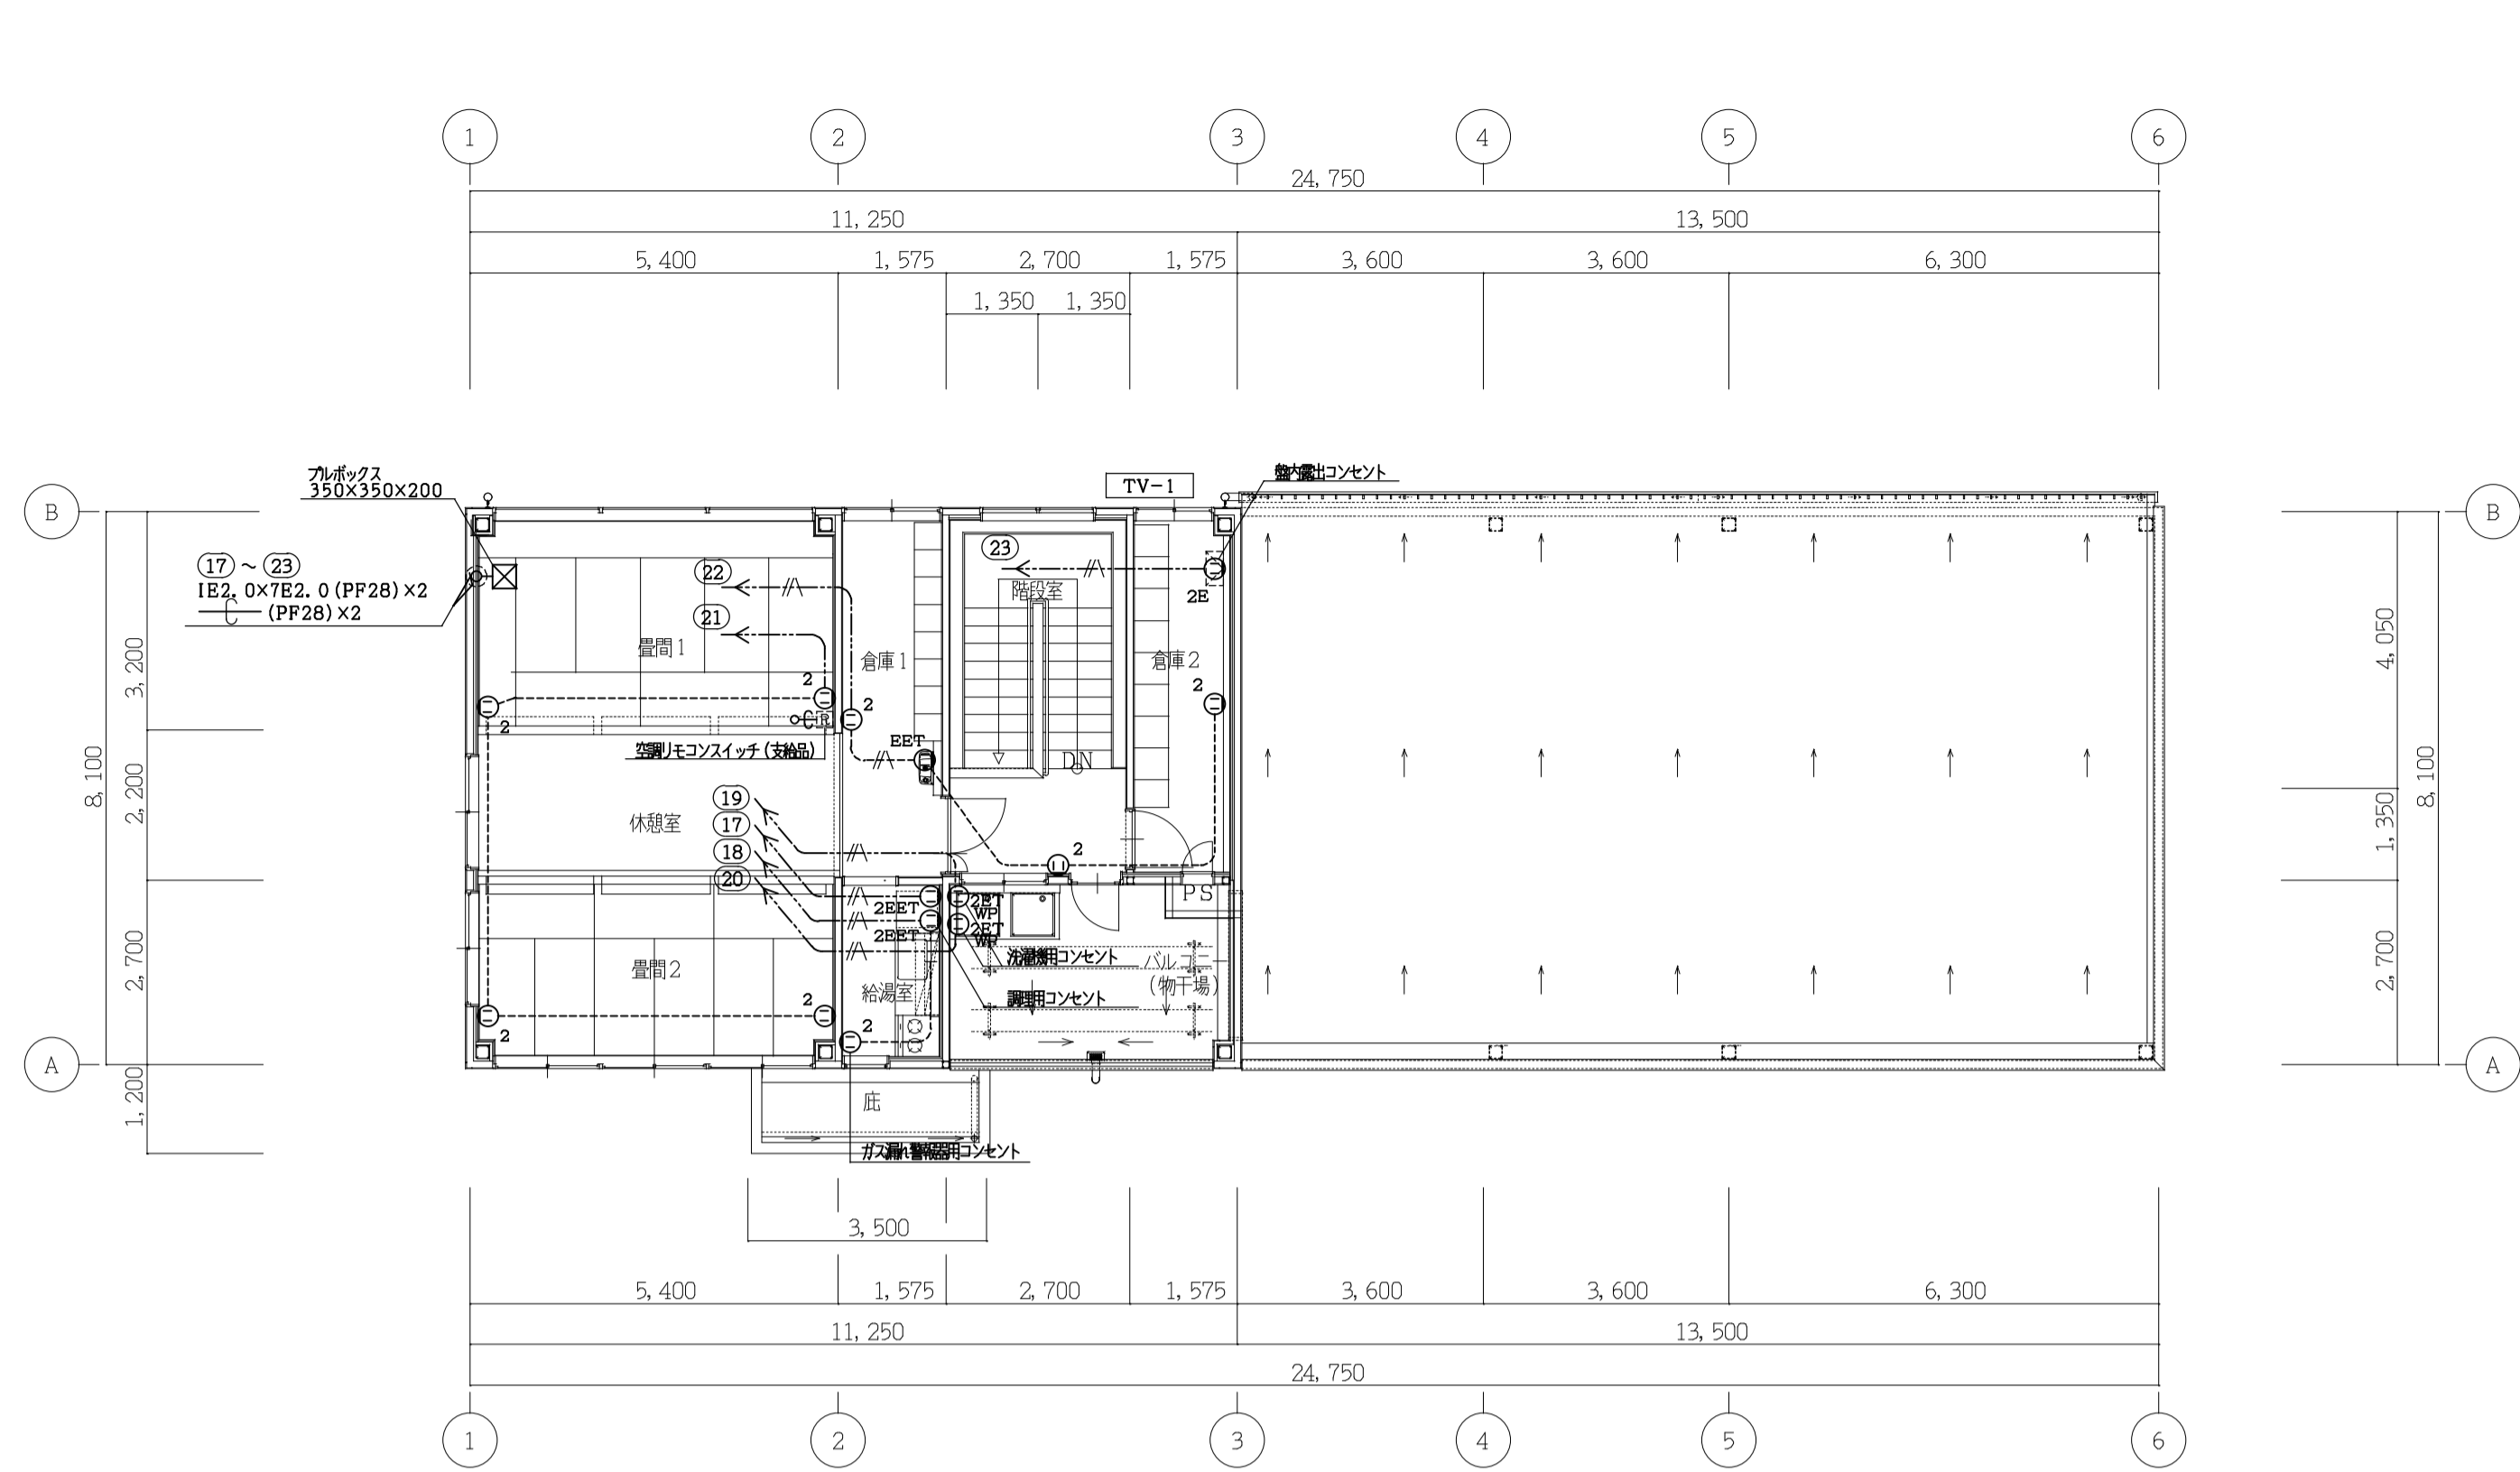 1 2 3 4 5 6
24,750
11,250 13,500
5,400 1,575 2,700 1,575 3,600 3,600 6,300
1,350 1,350
プルボックス
350×350×200
TV-1
盤内露出コンセント
B B
17 ~ 23
IE2.0×7E2.0(PF28)×2
(PF28)×2
22
23
階段室
2E
21
畳間1
倉庫1
倉庫2
3,200
4,050
2
2
2
2
R
空調リモコンスイッチ(支給品)
EET
DN
8,100
2,200
8,100
1,350
19
17
休憩室
18
20
2
PS
2EET
2ET
WP
2EET
2ET
WP
洗濯機用コンセント
バルコニー
(物干場)
畳間2
給湯室
調理用コンセント
2,700
2,700
2
2
2
A A
1,200
庇
ガス漏れ警報器用コンセント
3,500
5,400 1,575 2,700 1,575 3,600 3,600 6,300
11,250 13,500
24,750
1 2 3 4 5 6